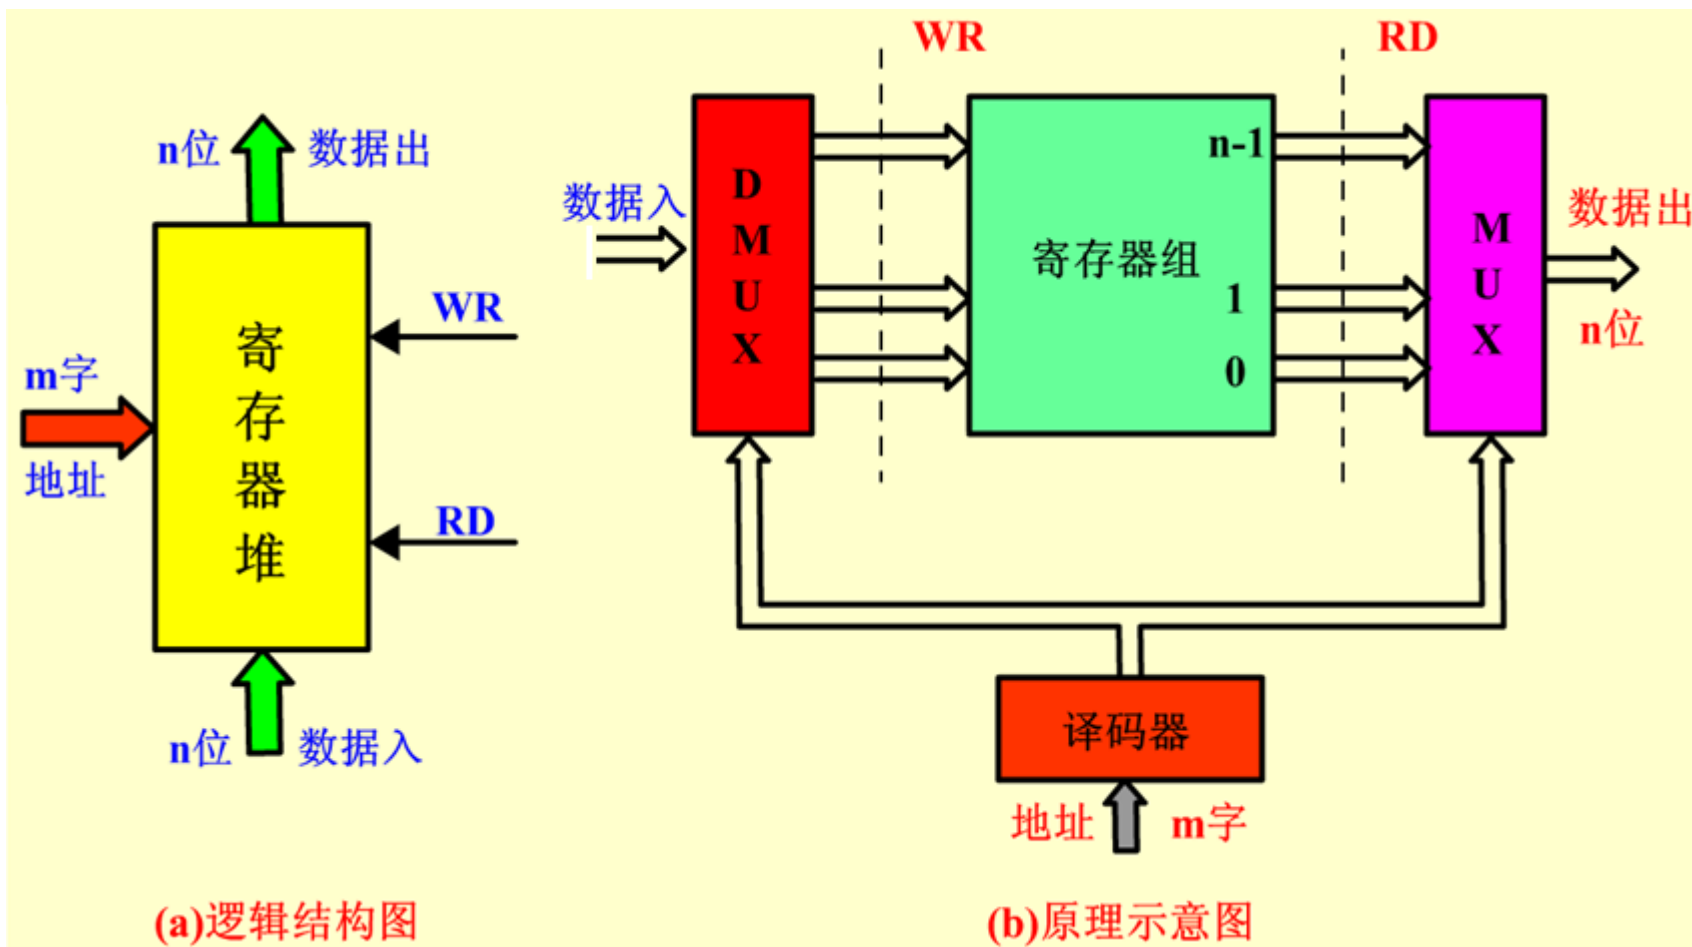 n位 数据出
寄存器堆
WR
m字
地址
RD
n位 数据入
(a)逻辑结构图
WR
RD
数据入
DMUX
寄存器组
n-1
1
0
MUX
数据出
n位
译码器
地址 m字
(b)原理示意图